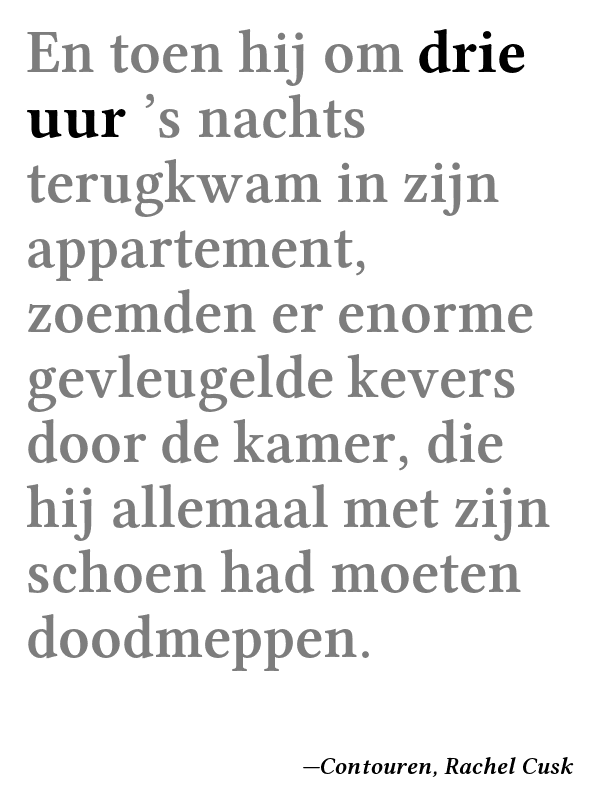 En toen hij om drie
uur ’s nachts
terugkwam in zijn
appartement,
zoemden er enorme
gevleugelde kevers
door de kamer, die
hij allemaal met zijn
schoen had moeten
doodmeppen.
—Contouren, Rachel Cusk